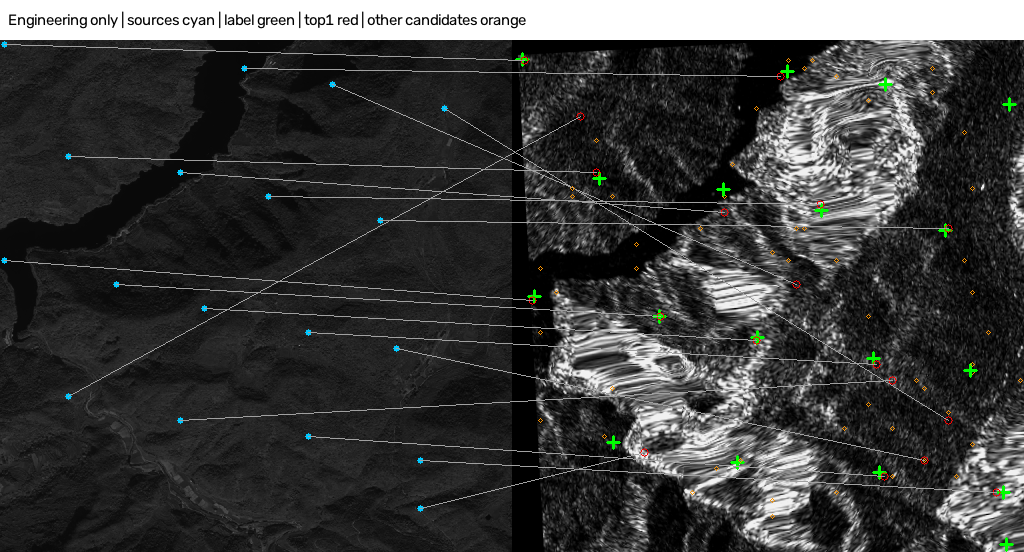 Engineering only | sources cyan | label green | top1 red | other candidates orange